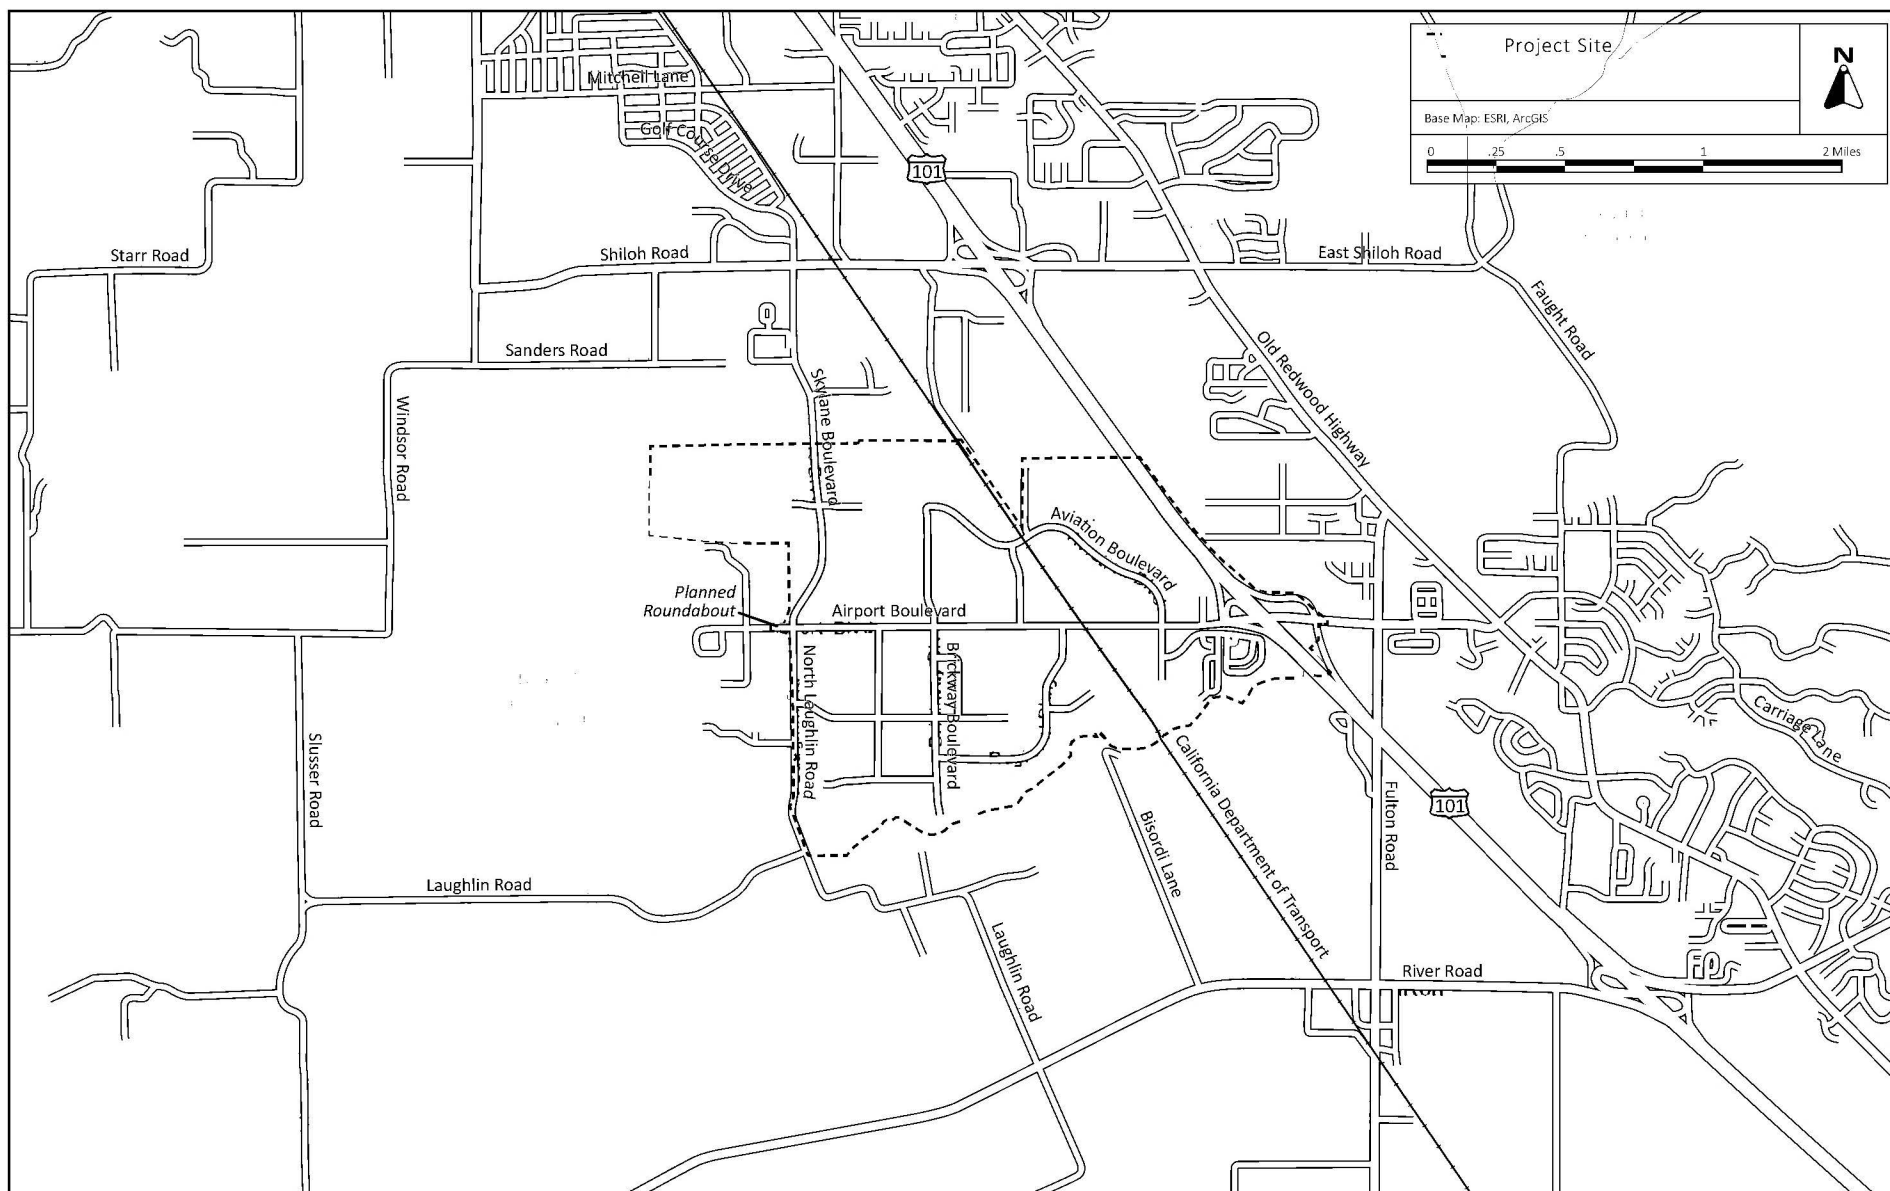 Project Site
N
Base Map: ESRI, ArcGIS
0 .25 .5 1 2 Miles
Mitchell Lane
Golf Course Drive
101
Starr Road
Shiloh Road
East Shiloh Road
Faught Road
Sanders Road
Old Redwood Highway
Skylane Boulevard
Windsor Road
Aviation Boulevard
Planned
Roundabout
Airport Boulevard
North Laughlin Road
Brickway Boulevard
Carriage Lane
Slusser Road
California Department of Transport
101
Fulton Road
Bisordi Lane
Laughlin Road
Laughlin Road
River Road